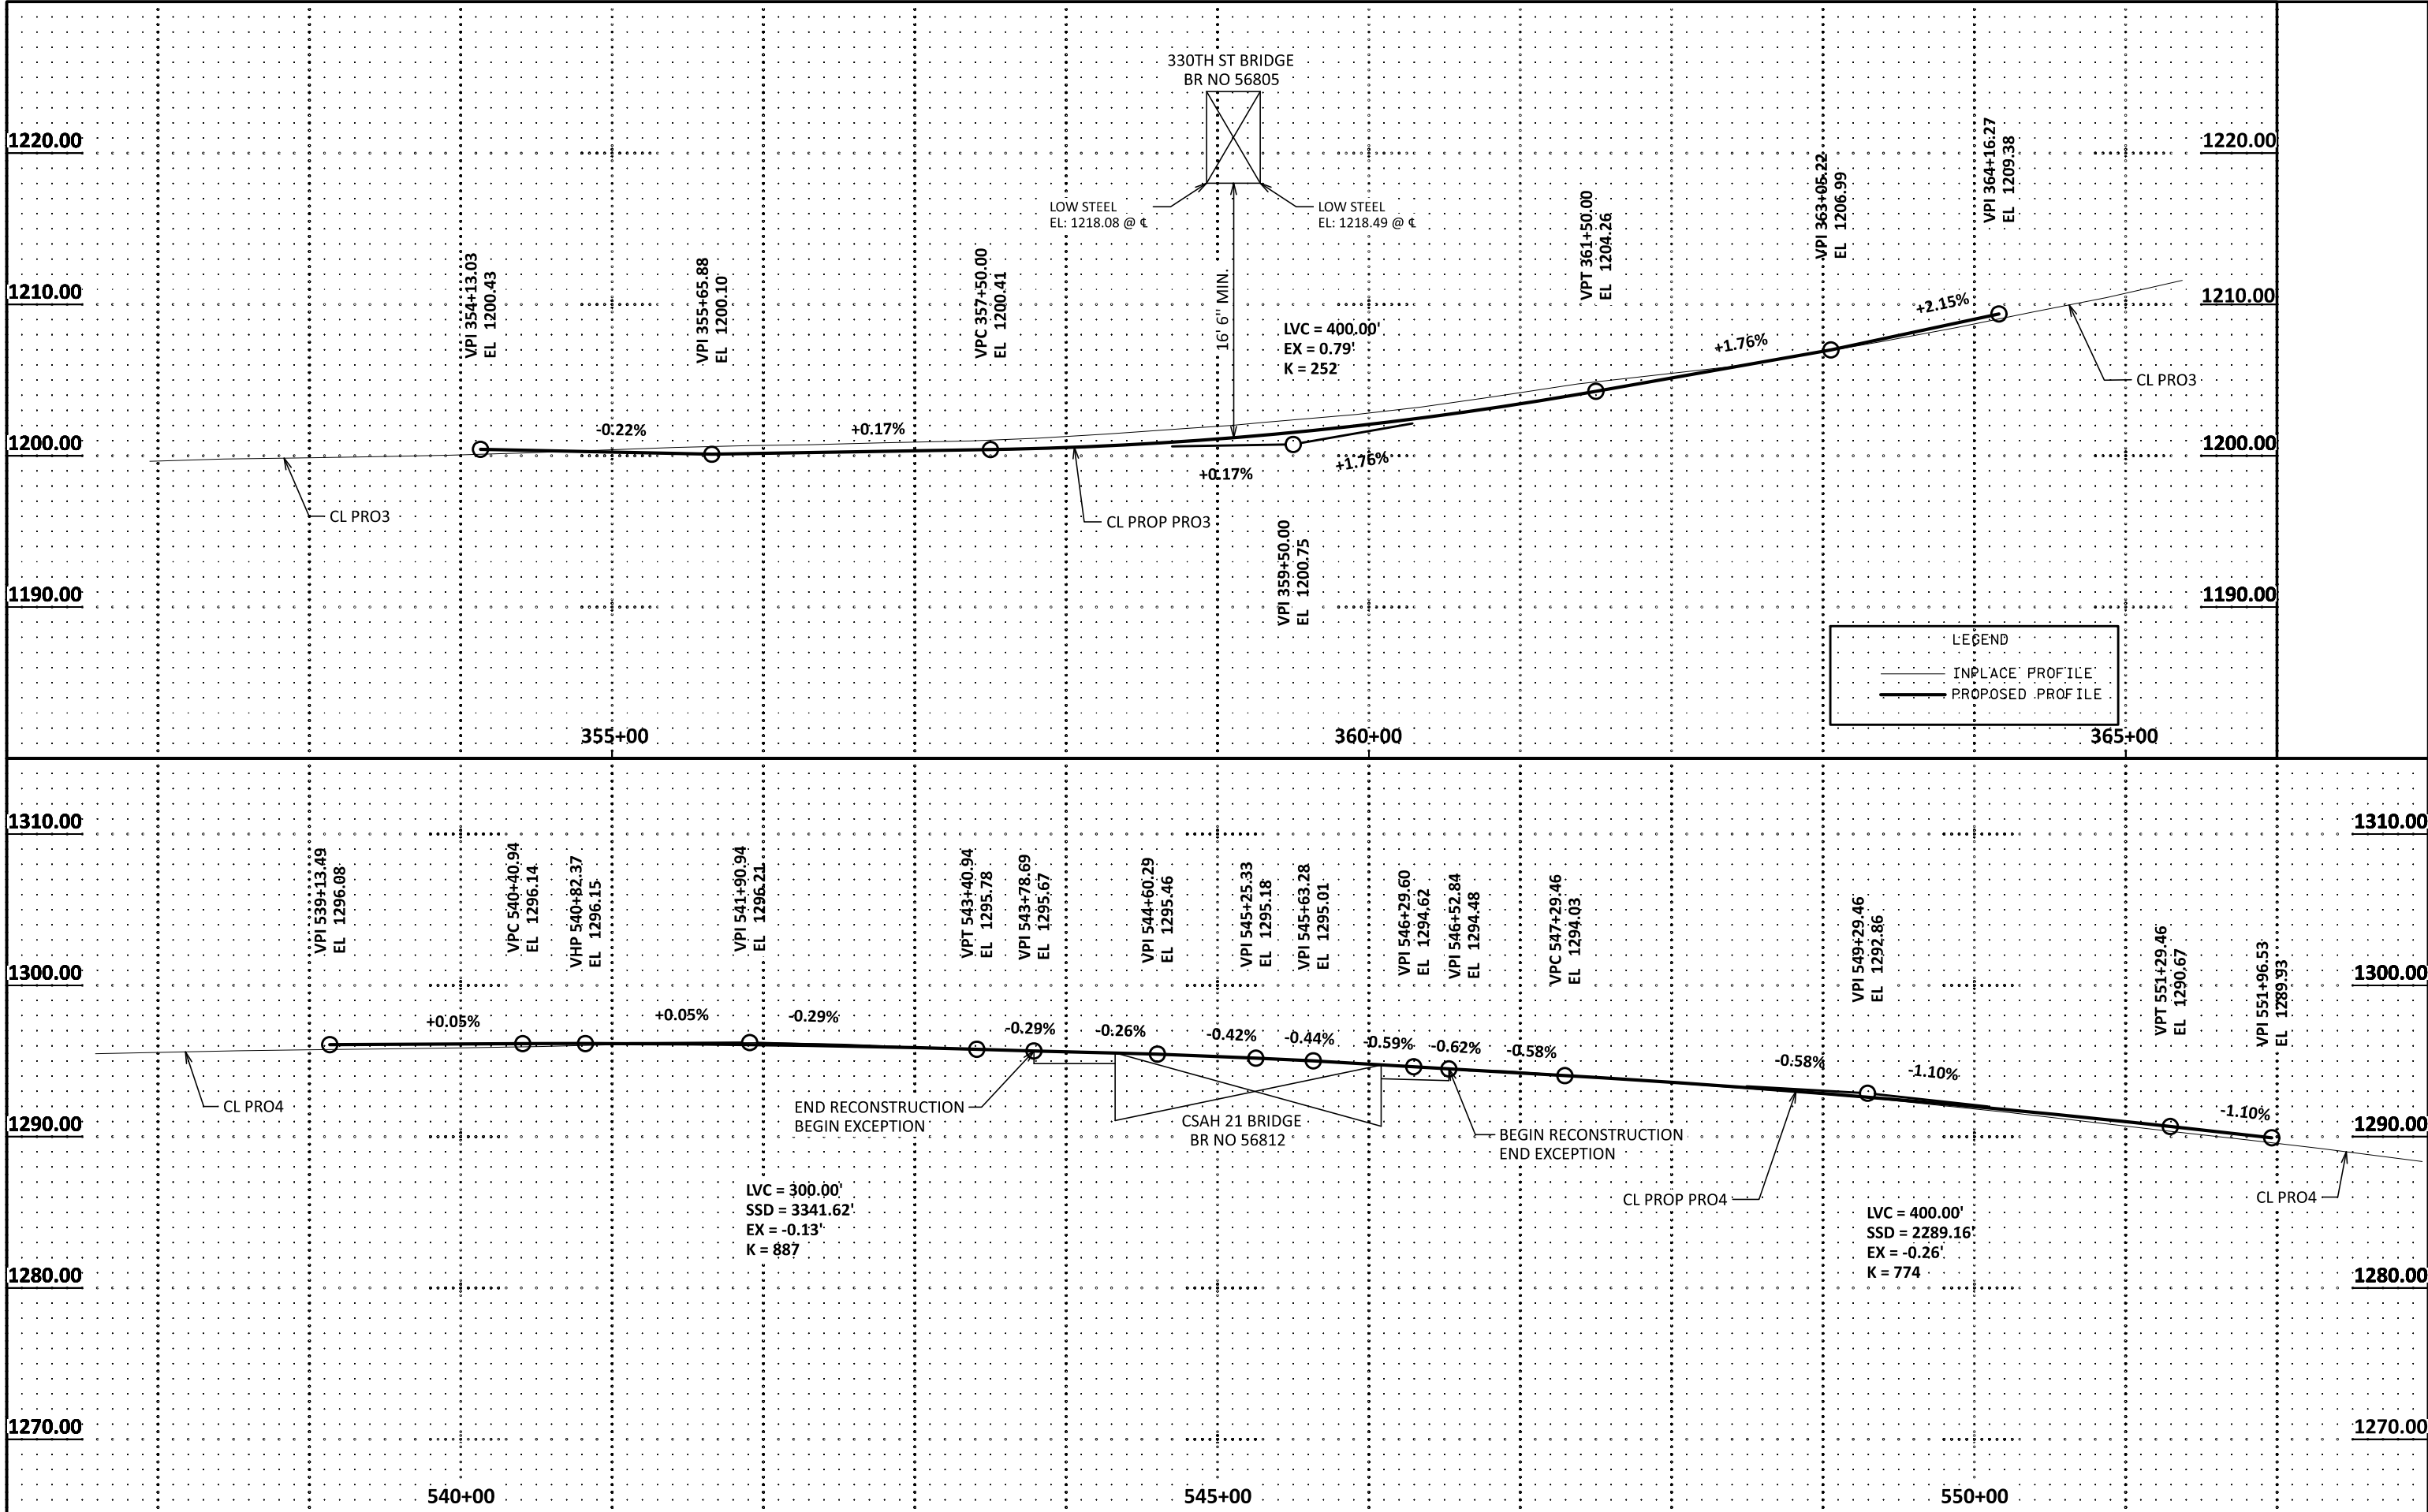 330TH ST BRIDGE
BR NO 56805
1220.00
1220.00
LOW STEEL
EL: 1218.08 @ ℄
LOW STEEL
EL: 1218.49 @ ℄
16' 6" MIN.
VPI 354+13.03
EL 1200.43
VPI 355+65.88
EL 1200.10
VPC 357+50.00
EL 1200.41
VPT 361+50.00
EL 1204.26
VPI 363+05.22
EL 1206.99
VPI 364+16.27
EL 1209.38
1210.00
1210.00
LVC = 400.00'
EX = 0.79'
K = 252
+2.15%
+1.76%
CL PRO3
-0.22%
+0.17%
1200.00
1200.00
+0.17%
+1.76%
CL PRO3
CL PROP PRO3
VPI 359+50.00
EL 1200.75
1190.00
1190.00
LEGEND
INPLACE PROFILE
PROPOSED PROFILE
355+00
360+00
365+00
1310.00
1310.00
VPI 539+13.49
EL 1296.08
VPC 540+40.94
EL 1296.14
VHP 540+82.37
EL 1296.15
VPI 541+90.94
EL 1296.21
VPT 543+40.94
EL 1295.78
VPI 543+78.69
EL 1295.67
VPI 544+60.29
EL 1295.46
VPI 545+25.33
EL 1295.18
VPI 545+63.28
EL 1295.01
VPI 546+29.60
EL 1294.62
VPI 546+52.84
EL 1294.48
VPC 547+29.46
EL 1294.03
VPI 549+29.46
EL 1292.86
VPT 551+29.46
EL 1290.67
VPI 551+96.53
EL 1289.93
1300.00
1300.00
+0.05%
+0.05%
-0.29%
-0.29%
-0.26%
-0.42%
-0.44%
-0.59%
-0.62%
-0.58%
-0.58%
-1.10%
-1.10%
CL PRO4
END RECONSTRUCTION
BEGIN EXCEPTION
CSAH 21 BRIDGE
BR NO 56812
BEGIN RECONSTRUCTION
END EXCEPTION
1290.00
1290.00
CL PROP PRO4
CL PRO4
LVC = 300.00'
SSD = 3341.62'
EX = -0.13'
K = 887
LVC = 400.00'
SSD = 2289.16'
EX = -0.26'
K = 774
1280.00
1280.00
1270.00
1270.00
540+00
545+00
550+00